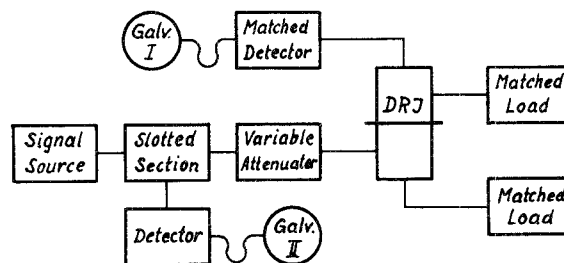 Galv.
I
Matched
Detector
DRJ
Matched
Load
Signal
Source
Slotted
Section
Variable
Attenuater
Matched
Load
Detector
Galv.
II